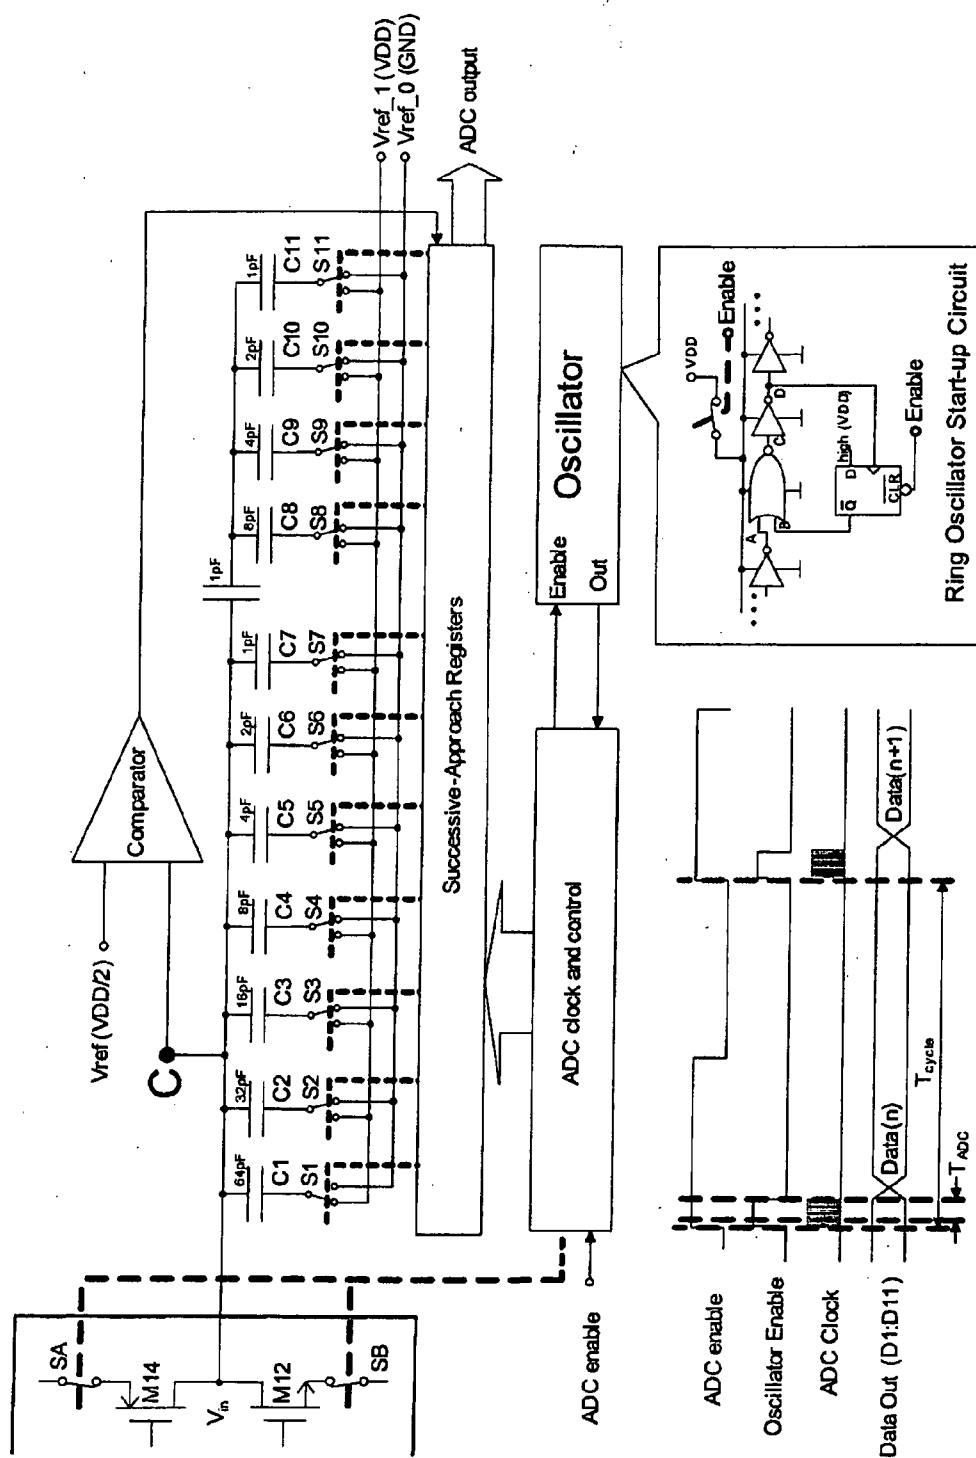 Vref_1 (VDD)
Vref_0 (GND)
ADC output
Comparator
Vref (VDD/2)
C
64pF
32pF
16pF
8pF
4pF
2pF
1pF
1pF
8pF
4pF
2pF
1pF
C1
C2
C3
C4
C5
C6
C7
C8
C9
C10
C11
S1
S2
S3
S4
S5
S6
S7
S8
S9
S10
S11
SA
M14
Vin
M12
SB
Successive-Approach Registers
ADC clock and control
ADC enable
Enable
Out
Oscillator
VDD
Enable
A
B
C
D
high (VDD)
D
Q
CLR
Enable
Ring Oscillator Start-up Circuit
ADC enable
Oscillator Enable
ADC Clock
Data Out (D1:D11)
Data(n)
Data(n+1)
TADC
Tcycle